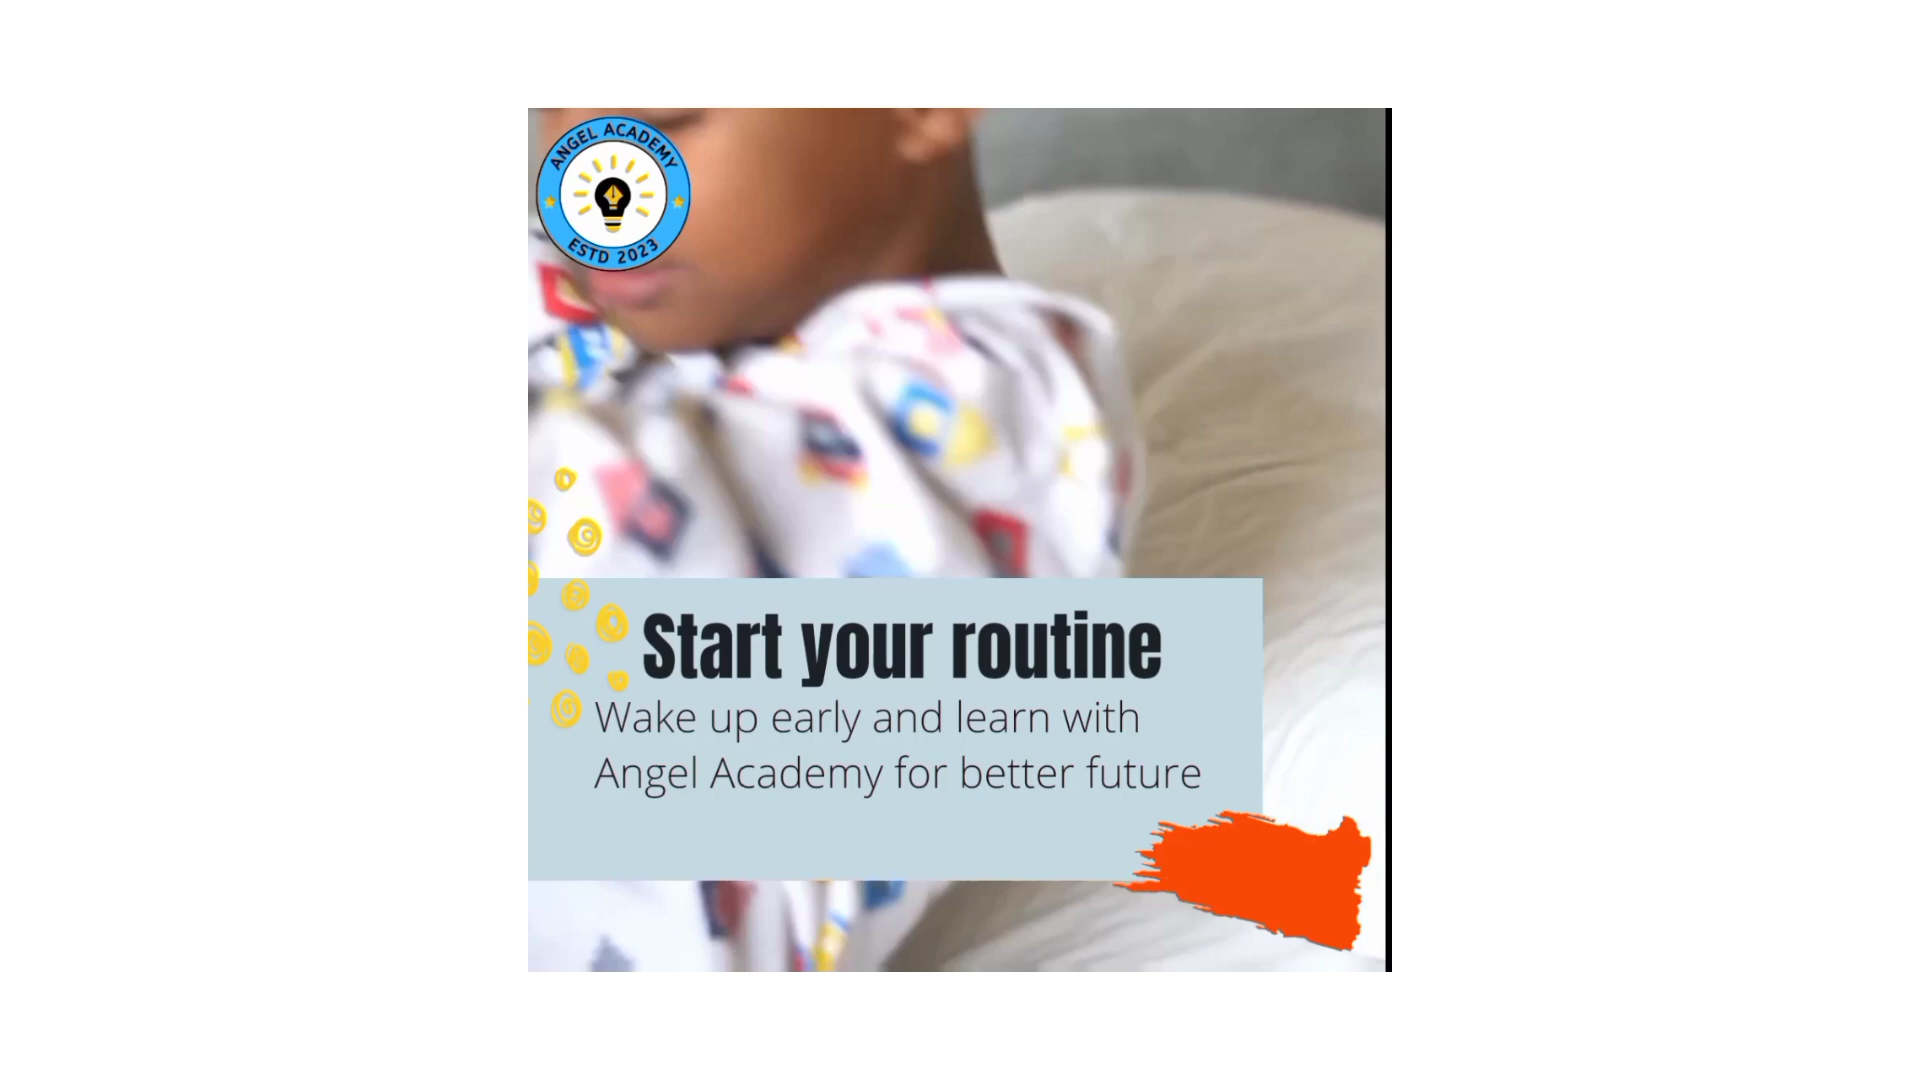 ANGEL ACADEMY
ESTD 2023
Start your routine
Wake up early and learn with
Angel Academy for better future